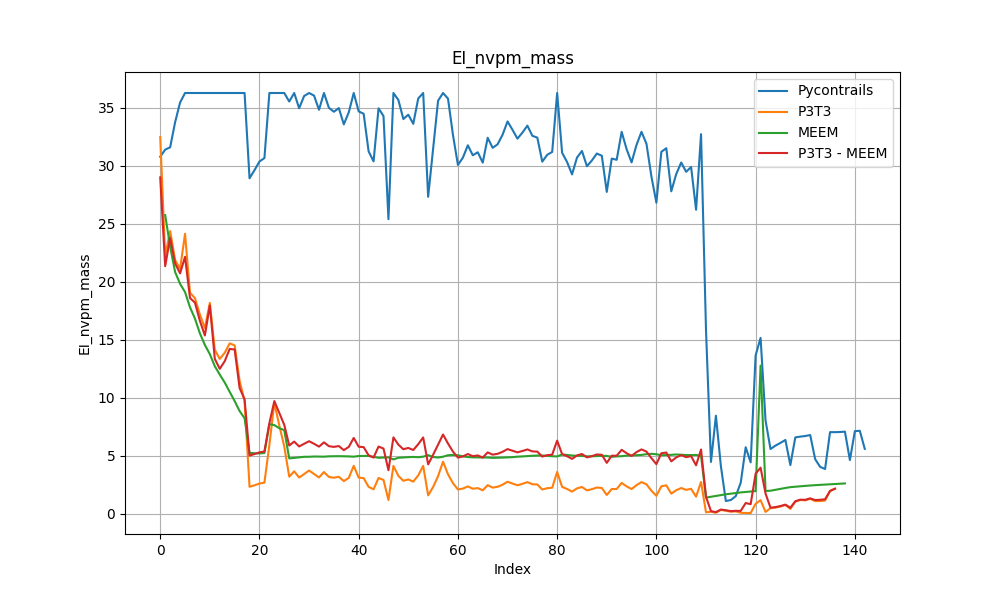 EI_nvpm_mass
Pycontrails
P3T3
MEEM
P3T3 - MEEM
EI_nvpm_mass
35
30
25
20
15
10
5
0
0 20 40 60 80 100 120 140
Index